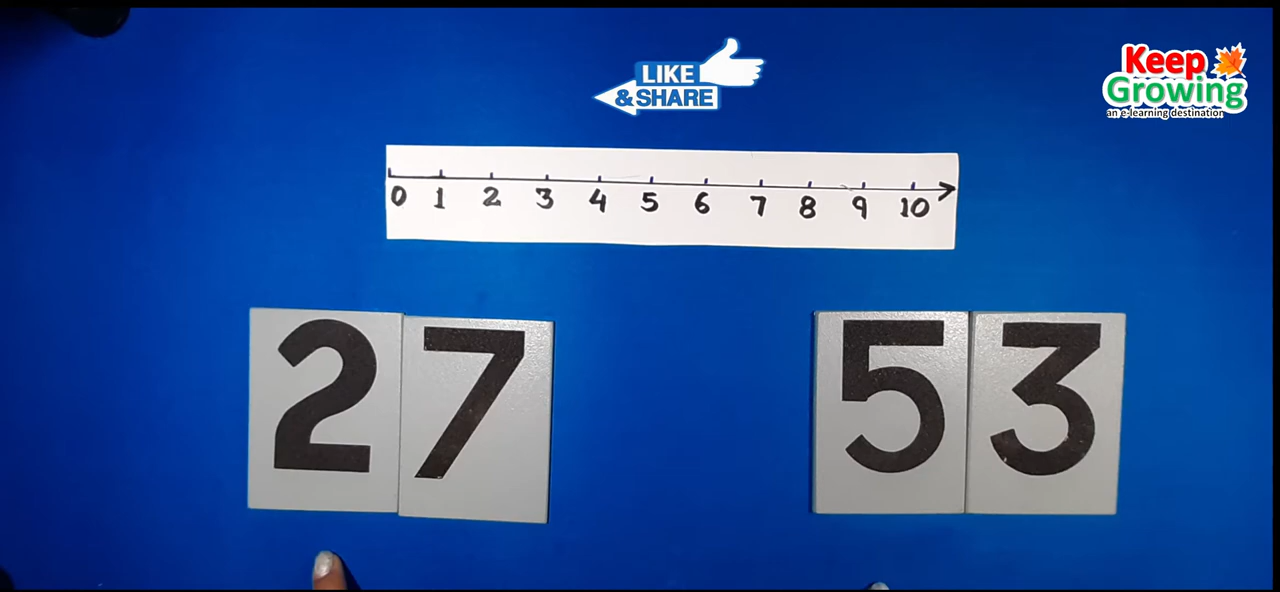 LIKE
& SHARE
Keep
Growing
an e-learning destination
0 1 2 3 4 5 6 7 8 9 10
27 53